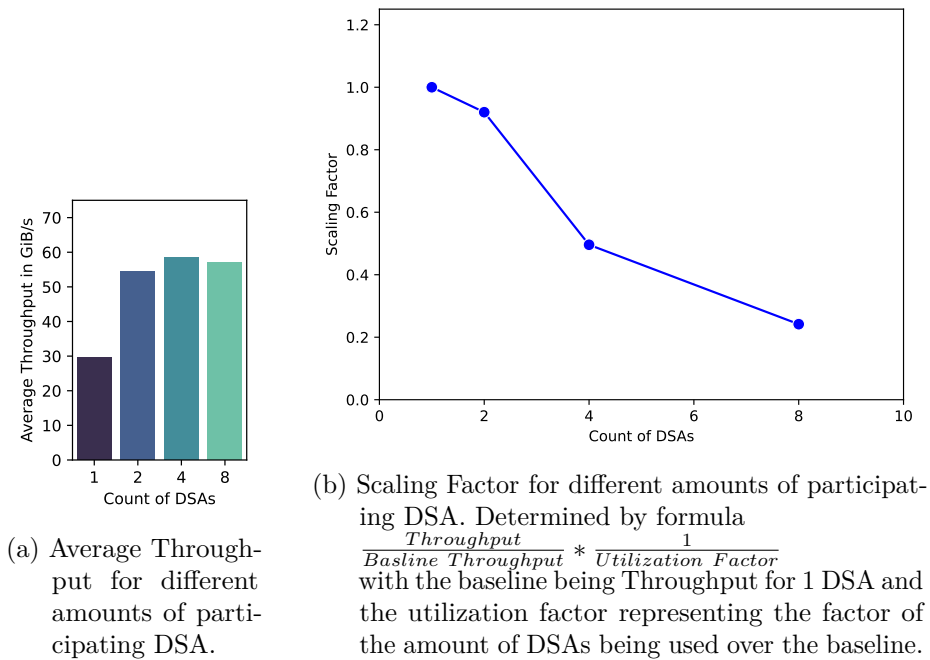 70
60
50
40
30
20
10
0
Average Throughput in GiB/s
1 2 4 8
Count of DSAs
(a) Average Through-
put for different
amounts of parti-
cipating DSA.
1.2
1.0
0.8
0.6
0.4
0.2
0.0
Scaling Factor
0 2 4 6 8 10
Count of DSAs
(b) Scaling Factor for different amounts of participat-
ing DSA. Determined by formula
Throughput / Basline Throughput * 1 / Utilization Factor
with the baseline being Throughput for 1 DSA and
the utilization factor representing the factor of
the amount of DSAs being used over the baseline.